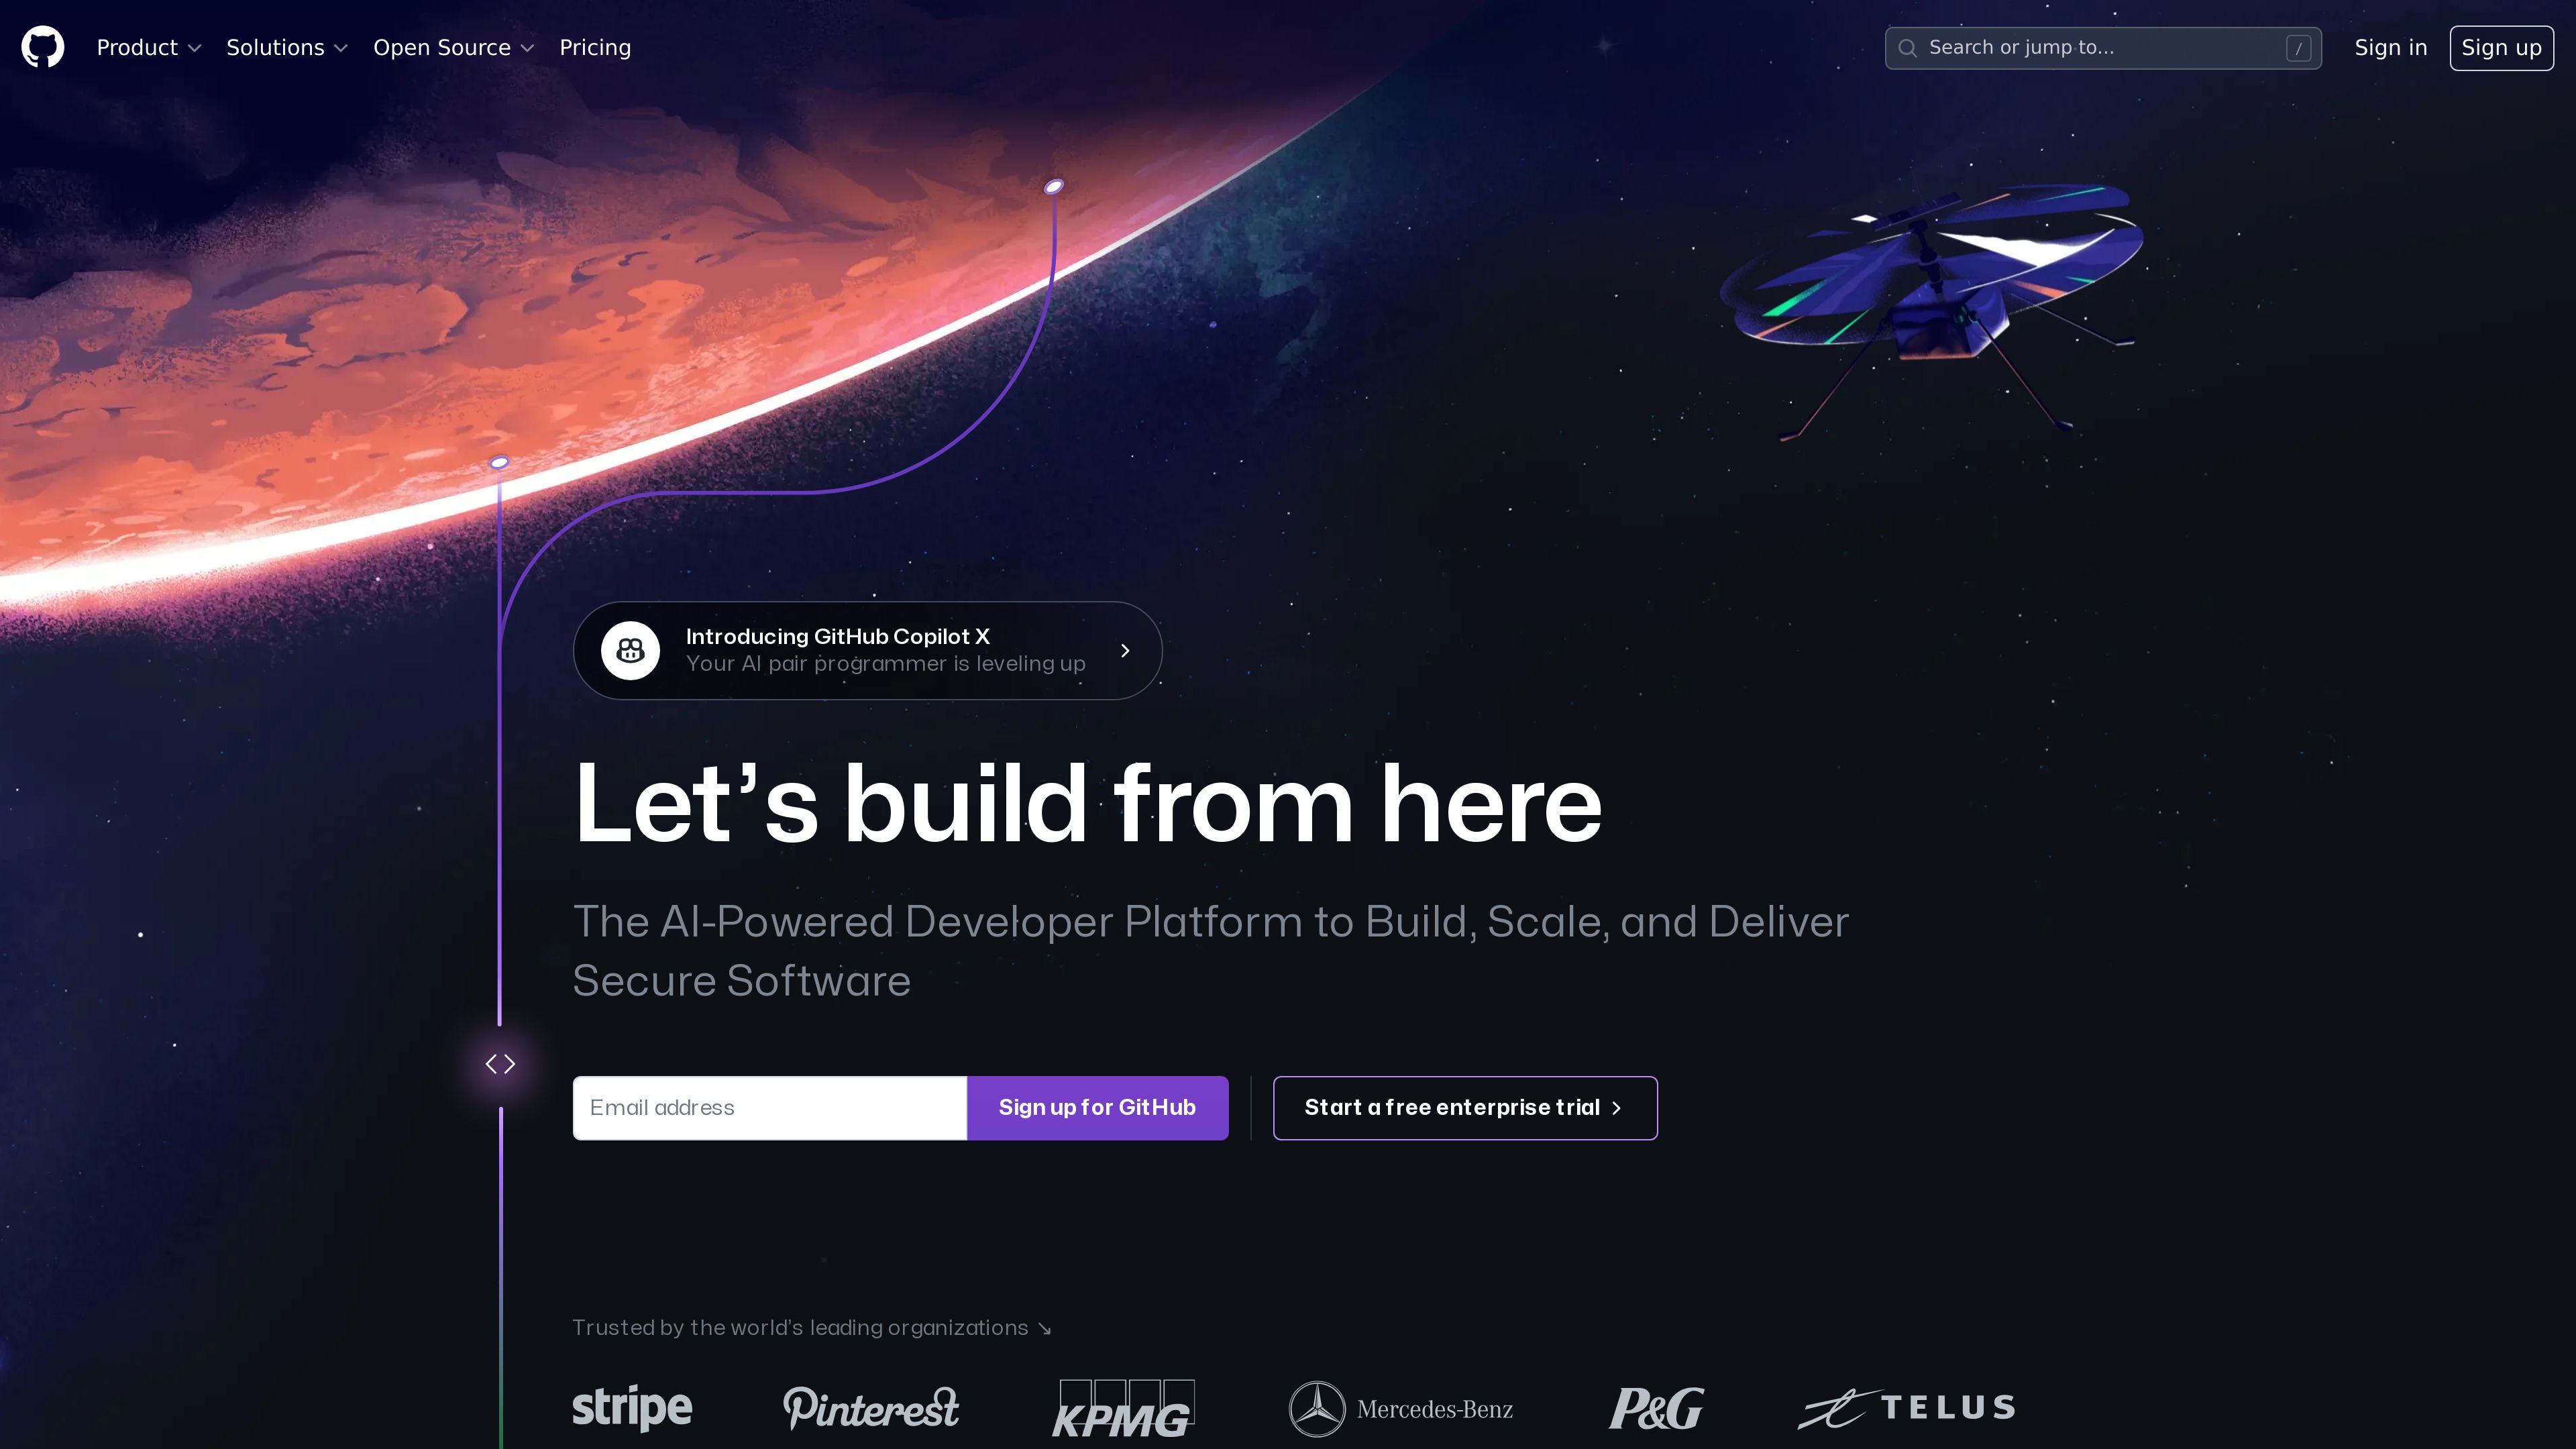 Product
Solutions
Open Source
Pricing
Search or jump to...
/
Sign in
Sign up
Introducing GitHub Copilot X
Your AI pair programmer is leveling up
Let’s build from here
The AI-Powered Developer Platform to Build, Scale, and Deliver
Secure Software
Email address
Sign up for GitHub
Start a free enterprise trial
Trusted by the world’s leading organizations ↘
stripe
Pinterest
KPMG
Mercedes-Benz
P&G
TELUS